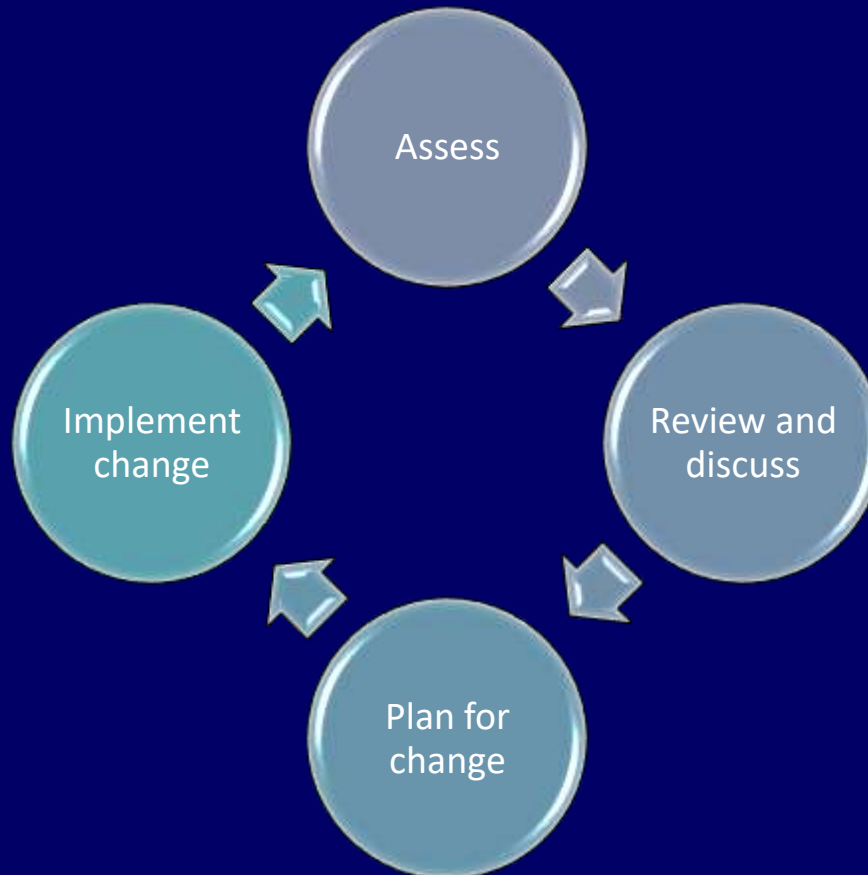 Assess
Review and
discuss
Plan for
change
Implement
change